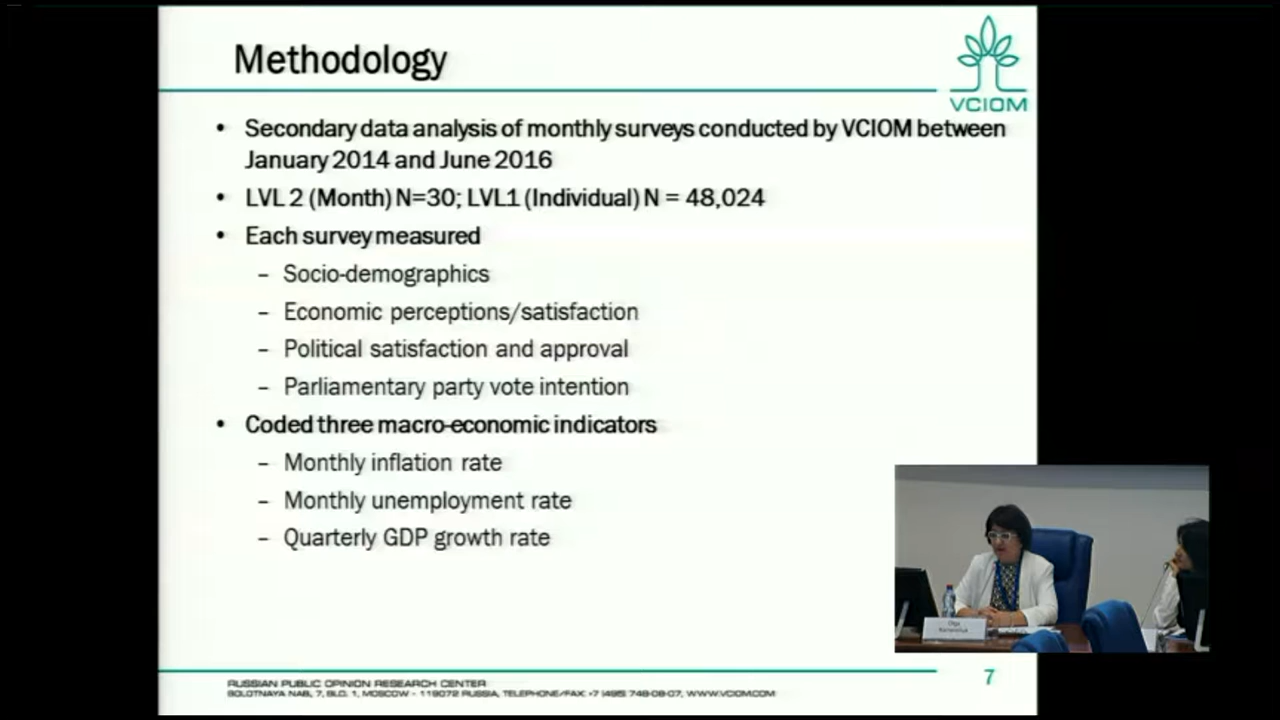 Methodology
VCIOM
• Secondary data analysis of monthly surveys conducted by VCIOM between
January 2014 and June 2016
• LVL 2 (Month) N=30; LVL1 (Individual) N = 48,024
• Each survey measured
– Socio-demographics
– Economic perceptions/satisfaction
– Political satisfaction and approval
– Parliamentary party vote intention
• Coded three macro-economic indicators
– Monthly inflation rate
– Monthly unemployment rate
– Quarterly GDP growth rate
Olga
RUSSIAN PUBLIC OPINION RESEARCH CENTER
BOLOTNAYA NAB, 7, BLD. 1, MOSCOW - 119072 RUSSIA, TELEPHONE/FAX: +7 (495) 748-08-07, WWW.VCIOM.COM
7